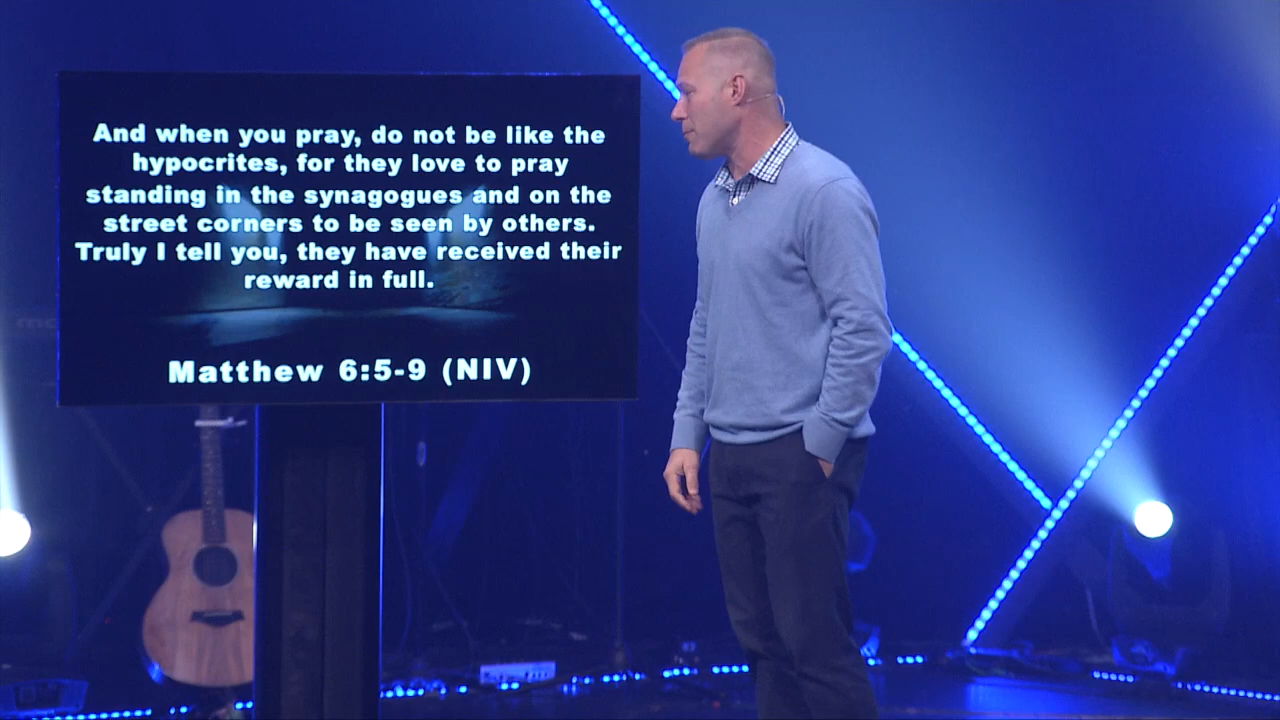 And when you pray, do not be like the
hypocrites, for they love to pray
standing in the synagogues and on the
street corners to be seen by others.
Truly I tell you, they have received their
reward in full.
Matthew 6:5-9 (NIV)